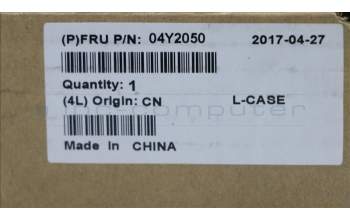 (P)FRU P/N: 04Y2050 2017-04-27
Quantity: 1
(4L) Origin: CN L-CASE
Made In CHINA